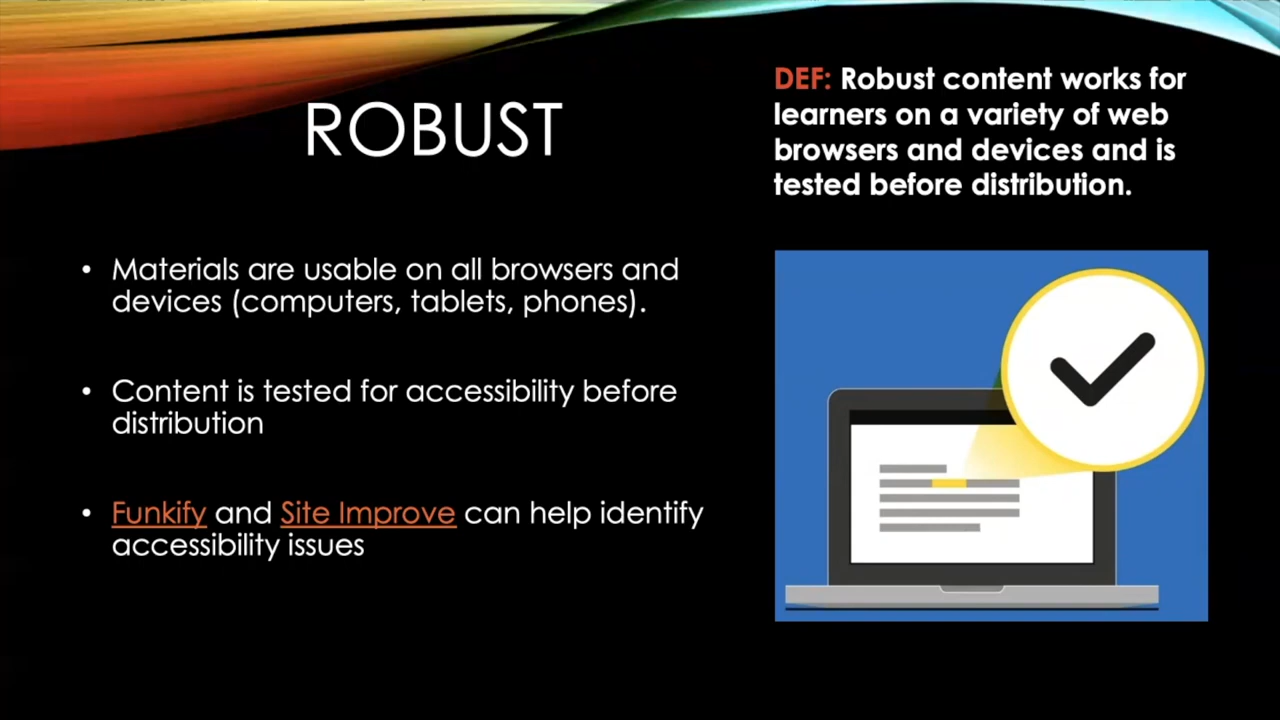 ROBUST
DEF: Robust content works for
learners on a variety of web
browsers and devices and is
tested before distribution.
• Materials are usable on all browsers and
devices (computers, tablets, phones).
• Content is tested for accessibility before
distribution
• Funkify and Site Improve can help identify
accessibility issues